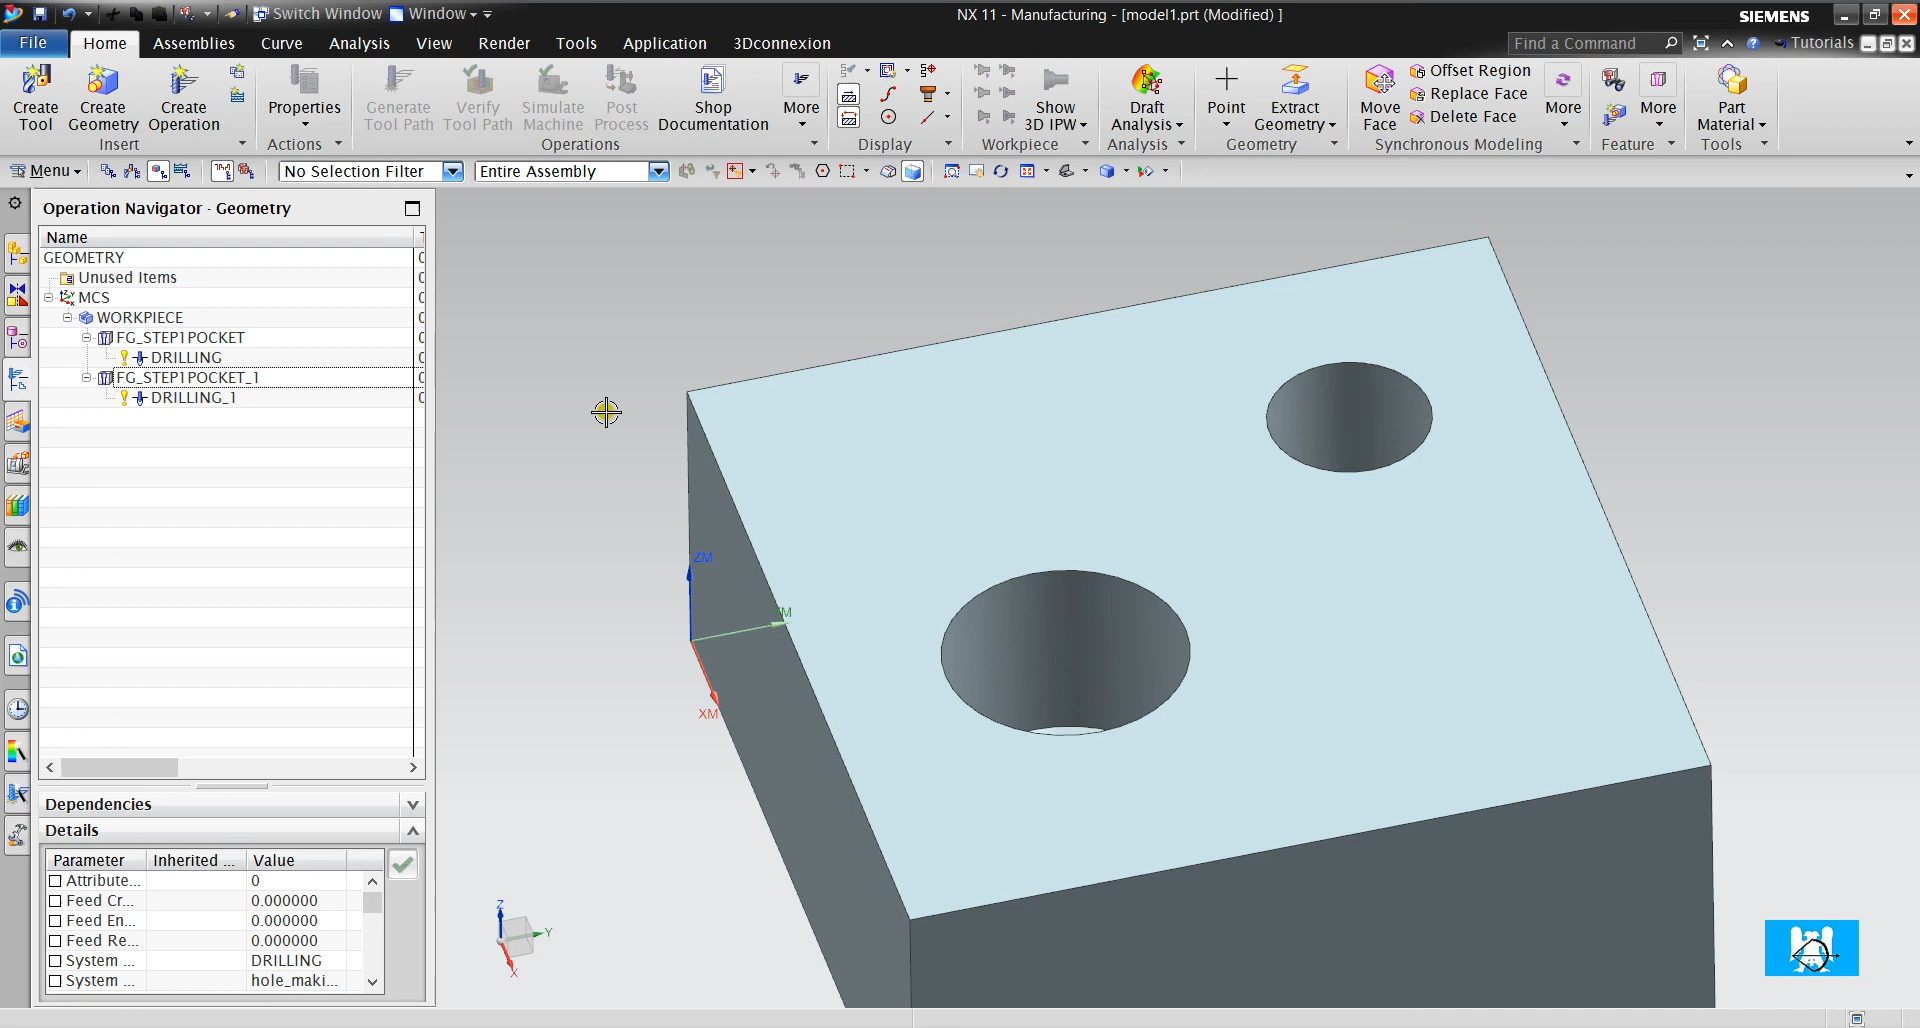 Switch Window Window
NX 11 - Manufacturing - [model1.prt (Modified) ]
SIEMENS
File Home Assemblies Curve Analysis View Render Tools Application 3Dconnexion
Find a Command
Tutorials
Create Tool
Create Geometry
Create Operation
Properties
Generate Tool Path
Verify Tool Path
Simulate Machine
Post Process
Shop Documentation
More
Show 3D IPW
Draft Analysis
Point
Extract Geometry
Move Face
Offset Region
Replace Face
Delete Face
More
More
Part Material
Insert Actions Operations Display Workpiece Analysis Geometry Synchronous Modeling Feature Tools
Menu No Selection Filter Entire Assembly
Operation Navigator - Geometry
Name
GEOMETRY
Unused Items
MCS
WORKPIECE
FG_STEP1POCKET
DRILLING
FG_STEP1POCKET_1
DRILLING_1
Dependencies
Details
Parameter Inherited ... Value
Attribute... 0
Feed Cr... 0.000000
Feed En... 0.000000
Feed Re... 0.000000
System ... DRILLING
System ... hole_maki...
ZM
XM
Z
Y
X